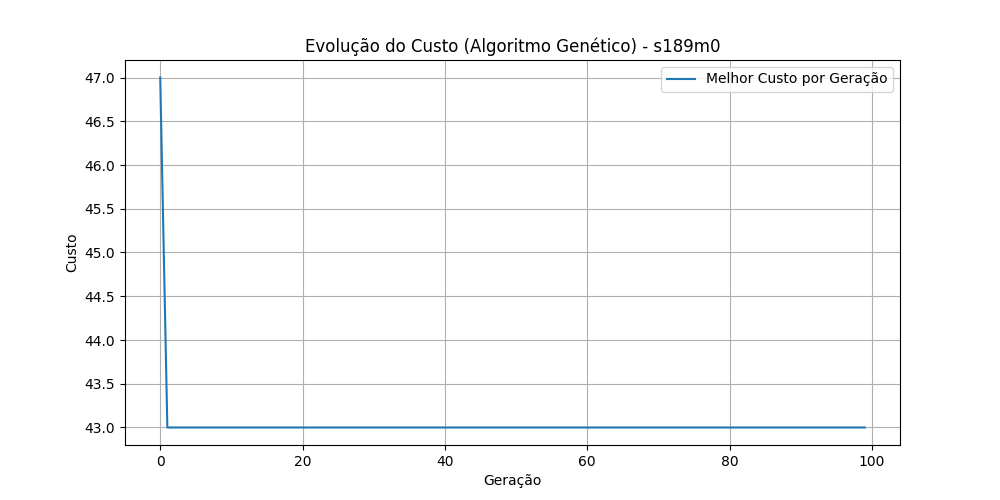 Evolução do Custo (Algoritmo Genético) - s189m0
Melhor Custo por Geração
47.0
46.5
46.0
45.5
45.0
44.5
44.0
43.5
43.0
Custo
0 20 40 60 80 100
Geração